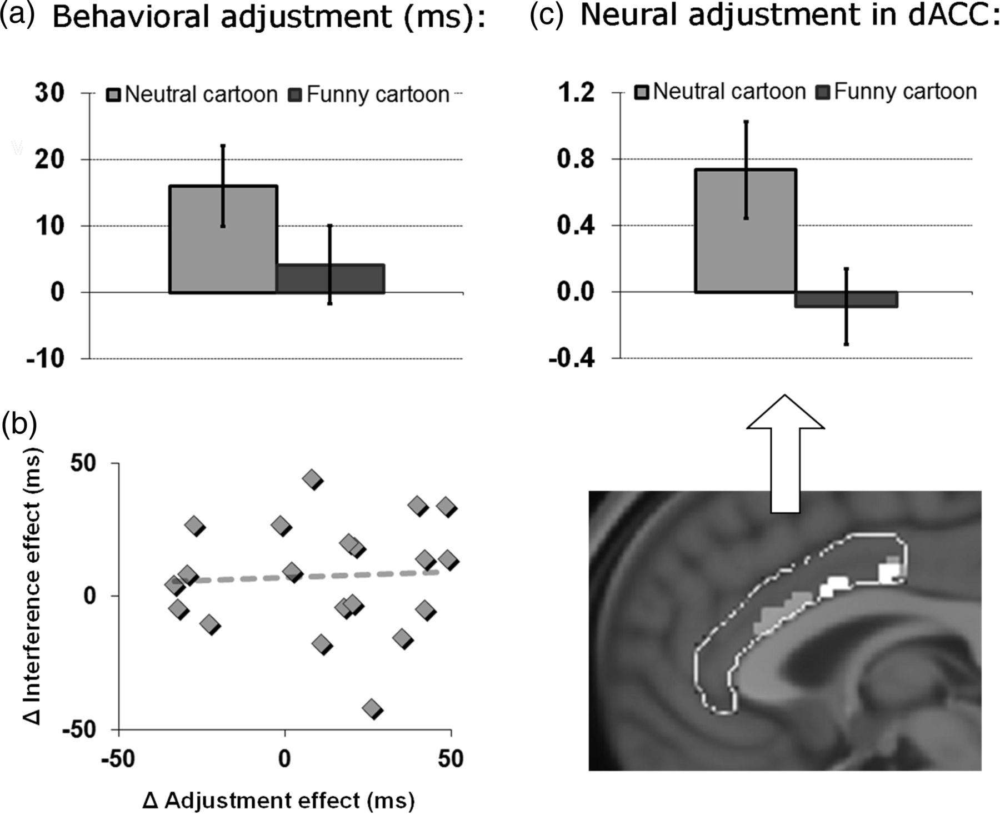 (a) Behavioral adjustment (ms):
30
Neutral cartoon Funny cartoon
20
10
0
-10
(b)
Δ Interference effect (ms)
50
0
-50
-50 0 50
Δ Adjustment effect (ms)
(c) Neural adjustment in dACC:
1.2
Neutral cartoon Funny cartoon
0.8
0.4
0.0
-0.4